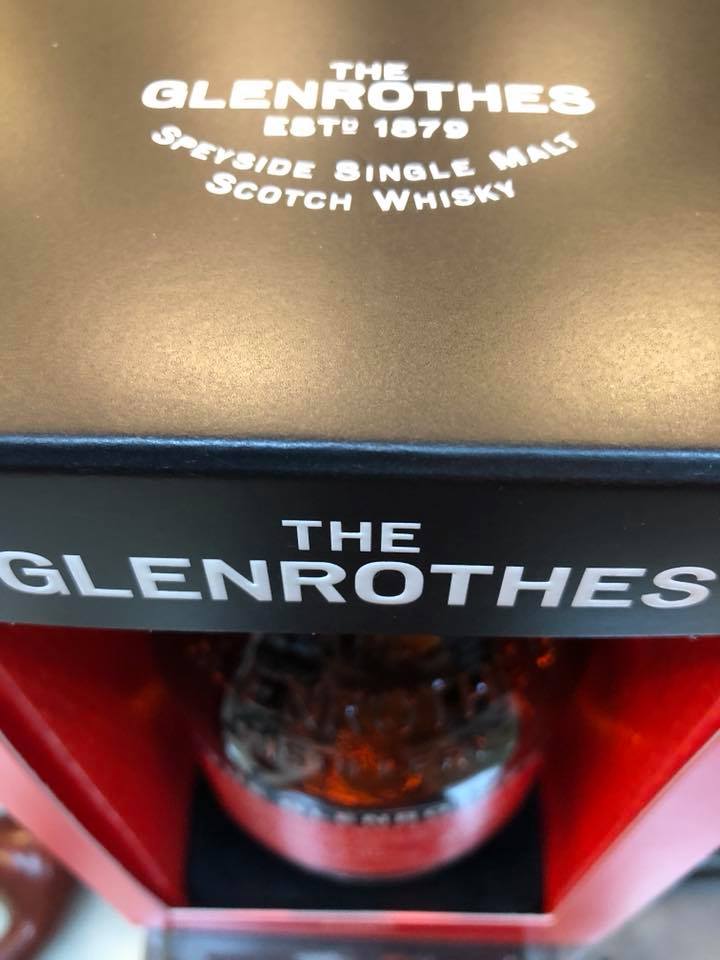 THE
GLENROTHES
ESTD 1879
SPEYSIDE SINGLE MALT
SCOTCH WHISKY
THE
GLENROTHES